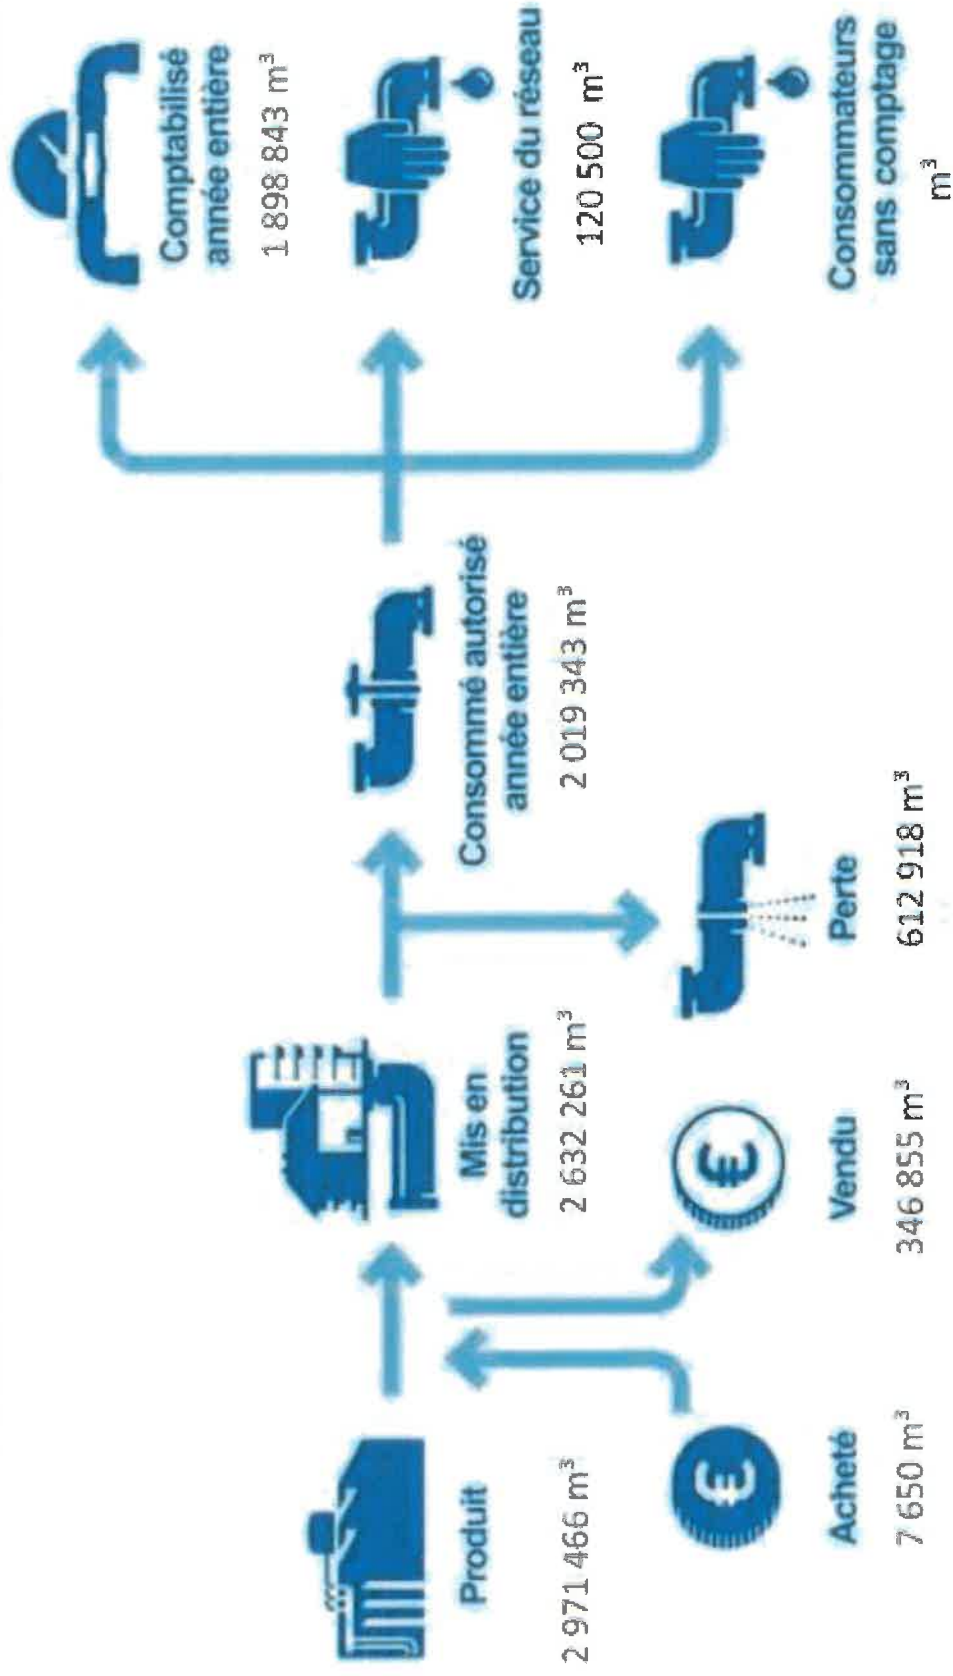 Produit
2 971 466 m³
Acheté
7 650 m³
Vendu
346 855 m³
Mis en
distribution
2 632 261 m³
Perte
612 918 m³
Consommé autorisé
année entière
2 019 343 m³
Comptabilisé
année entière
1 898 843 m³
Service du réseau
120 500 m³
Consommateurs
sans comptage
m³